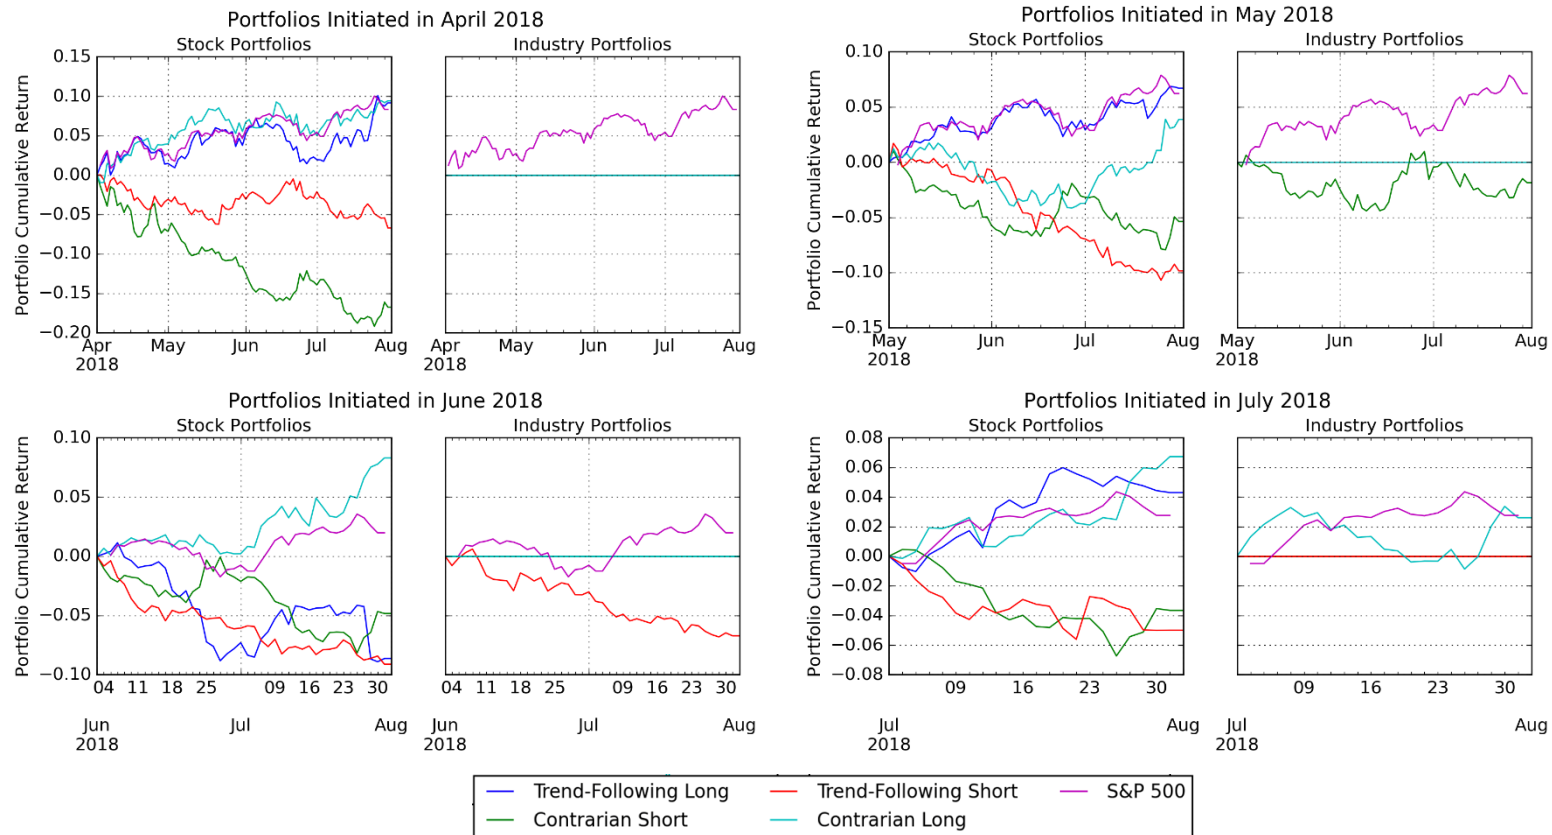 Portfolios Initiated in April 2018
Stock Portfolios
Industry Portfolios
Portfolio Cumulative Return
0.15
0.10
0.05
0.00
−0.05
−0.10
−0.15
−0.20
Apr May Jun Jul Aug
2018
Apr May Jun Jul Aug
2018
Portfolios Initiated in May 2018
Stock Portfolios
Industry Portfolios
Portfolio Cumulative Return
0.10
0.05
0.00
−0.05
−0.10
−0.15
May Jun Jul Aug
2018
May Jun Jul Aug
2018
Portfolios Initiated in June 2018
Stock Portfolios
Industry Portfolios
Portfolio Cumulative Return
0.10
0.05
0.00
−0.05
−0.10
04 11 18 25 09 16 23 30
Jun Jul Aug
2018
04 11 18 25 09 16 23 30
Jun Jul Aug
2018
Portfolios Initiated in July 2018
Stock Portfolios
Industry Portfolios
Portfolio Cumulative Return
0.08
0.06
0.04
0.02
0.00
−0.02
−0.04
−0.06
−0.08
09 16 23 30
Jul Aug
2018
09 16 23 30
Jul Aug
2018
Trend-Following Long
Trend-Following Short
S&P 500
Contrarian Short
Contrarian Long